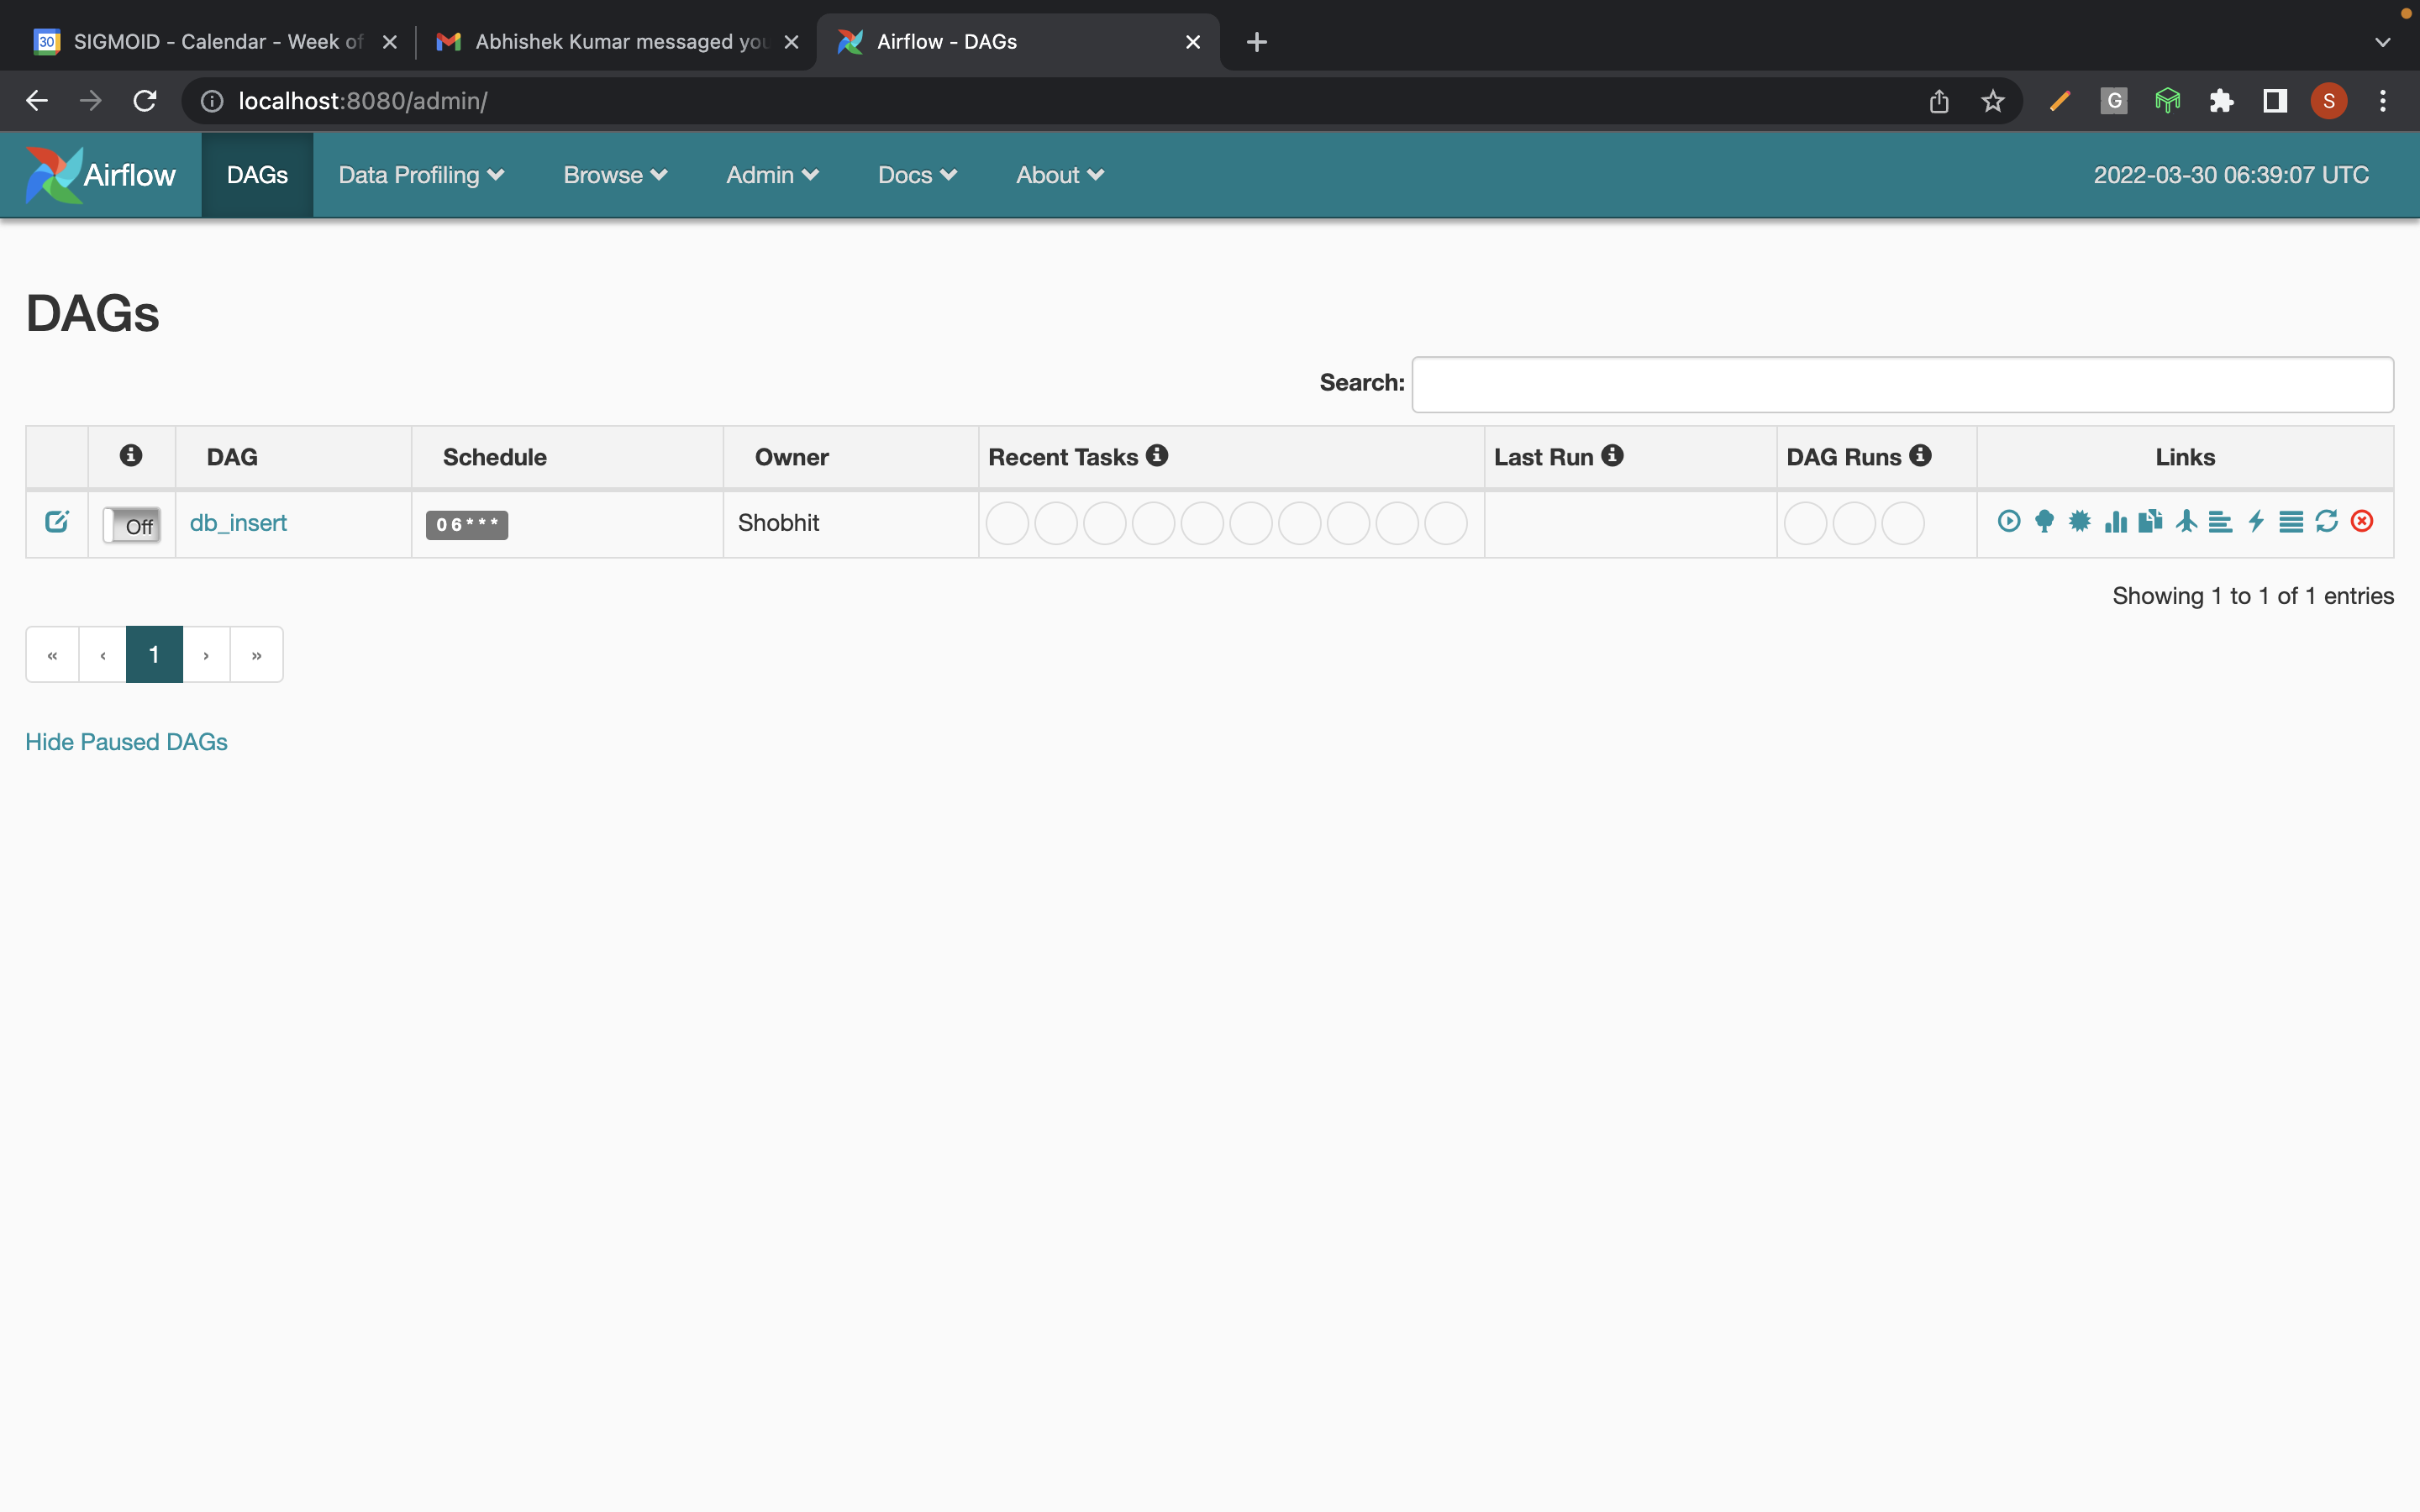 30 SIGMOID - Calendar - Week of
Abhishek Kumar messaged you
Airflow - DAGs
localhost:8080/admin/
G
S
Airflow DAGs Data Profiling Browse Admin Docs About 2022-03-30 06:39:07 UTC
DAGs
Search:
DAG Schedule Owner Recent Tasks Last Run DAG Runs Links
Off db_insert 0 6 * * * Shobhit
Showing 1 to 1 of 1 entries
« ‹ 1 › »
Hide Paused DAGs